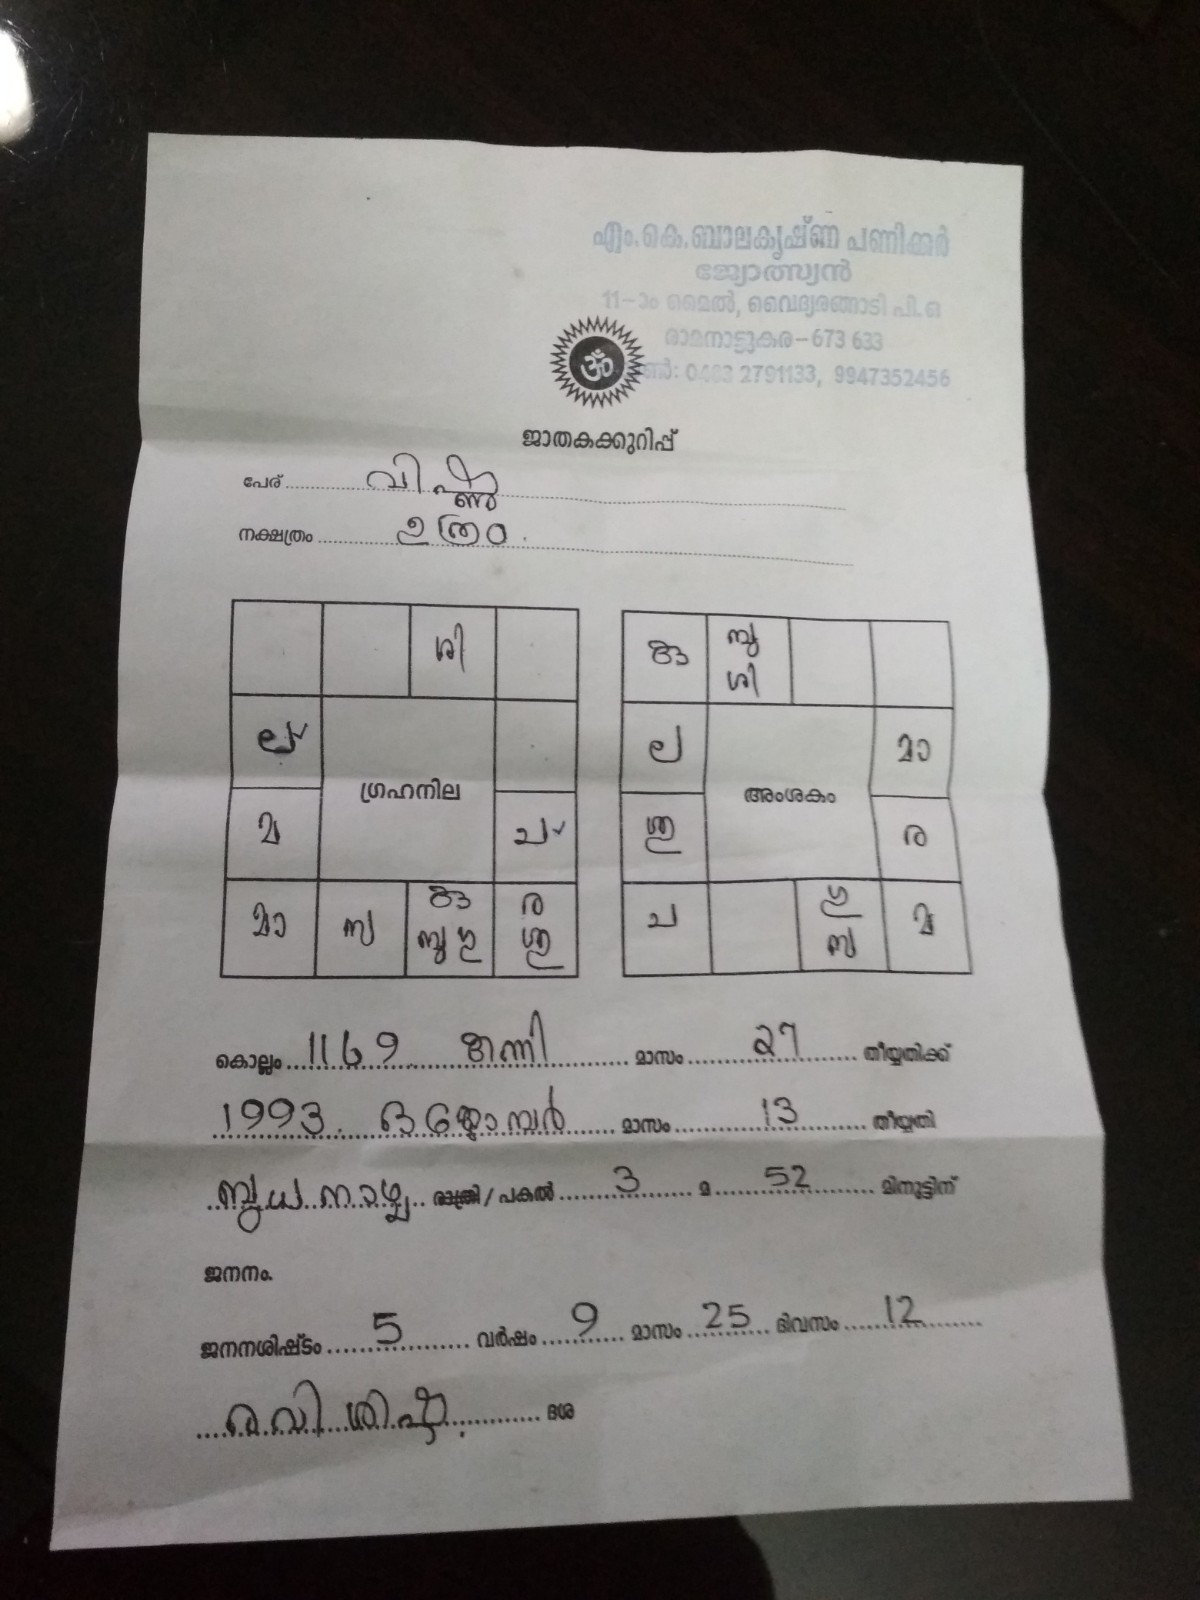 എം.കെ.ബാലകൃഷ്ണ പണിക്കർ
ജ്യോത്സ്യൻ
11-ാം മൈൽ, വൈദ്യരങ്ങാടി പി.ഒ
രാമനാട്ടുകര-673 633
ഫോൺ: 0483 2791133, 9947352456
ॐ
ജാതകക്കുറിപ്പ്
പേര് വിഷ്ണു
നക്ഷത്രം ഉത്രം.
ശി
ല
ഗ്രഹനില
മ
ച
മാ സ കു ബു ഗു ര ശു
കു ബു ശി
ല മാ
അംശകം
ശു ര
ച ഗു സ മ
കൊല്ലം 1169 കന്നി മാസം 27 തീയ്യതിക്ക്
1993. ഒക്ടോമ്പർ മാസം 13 തീയ്യതി
ബുധനാഴ്ച രാത്രി / പകൽ 3 മ 52 മിനുട്ടിന്
ജനനം.
ജനനശിഷ്ടം 5 വർഷം 9 മാസം 25 ദിവസം 12
രവി ശിഷ്ട. ദശ